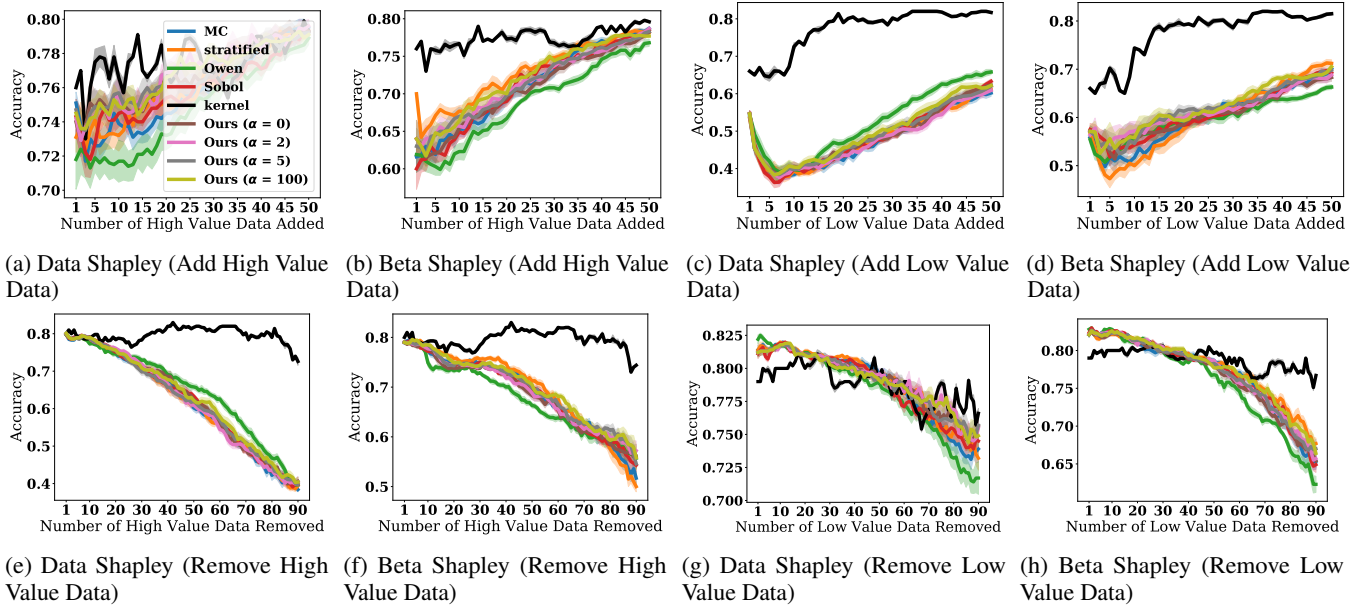 0.80
0.78
0.76
0.74
0.72
0.70
Accuracy
1 5 10 15 20 25 30 35 40 45 50
Number of High Value Data Added
MC
stratified
Owen
Sobol
kernel
Ours (α = 0)
Ours (α = 2)
Ours (α = 5)
Ours (α = 100)
0.80
0.75
0.70
0.65
0.60
Accuracy
1 5 10 15 20 25 30 35 40 45 50
Number of High Value Data Added
0.8
0.7
0.6
0.5
0.4
Accuracy
1 5 10 15 20 25 30 35 40 45 50
Number of Low Value Data Added
0.8
0.7
0.6
0.5
Accuracy
1 5 10 15 20 25 30 35 40 45 50
Number of Low Value Data Added
(a) Data Shapley (Add High Value
Data)
(b) Beta Shapley (Add High Value
Data)
(c) Data Shapley (Add Low Value
Data)
(d) Beta Shapley (Add Low Value
Data)
0.8
0.7
0.6
0.5
0.4
Accuracy
1 10 20 30 40 50 60 70 80 90
Number of High Value Data Removed
0.8
0.7
0.6
0.5
Accuracy
1 10 20 30 40 50 60 70 80 90
Number of High Value Data Removed
0.825
0.800
0.775
0.750
0.725
0.700
Accuracy
1 10 20 30 40 50 60 70 80 90
Number of Low Value Data Removed
0.80
0.75
0.70
0.65
Accuracy
1 10 20 30 40 50 60 70 80 90
Number of Low Value Data Removed
(e) Data Shapley (Remove High
Value Data)
(f) Beta Shapley (Remove High
Value Data)
(g) Data Shapley (Remove Low
Value Data)
(h) Beta Shapley (Remove Low
Value Data)